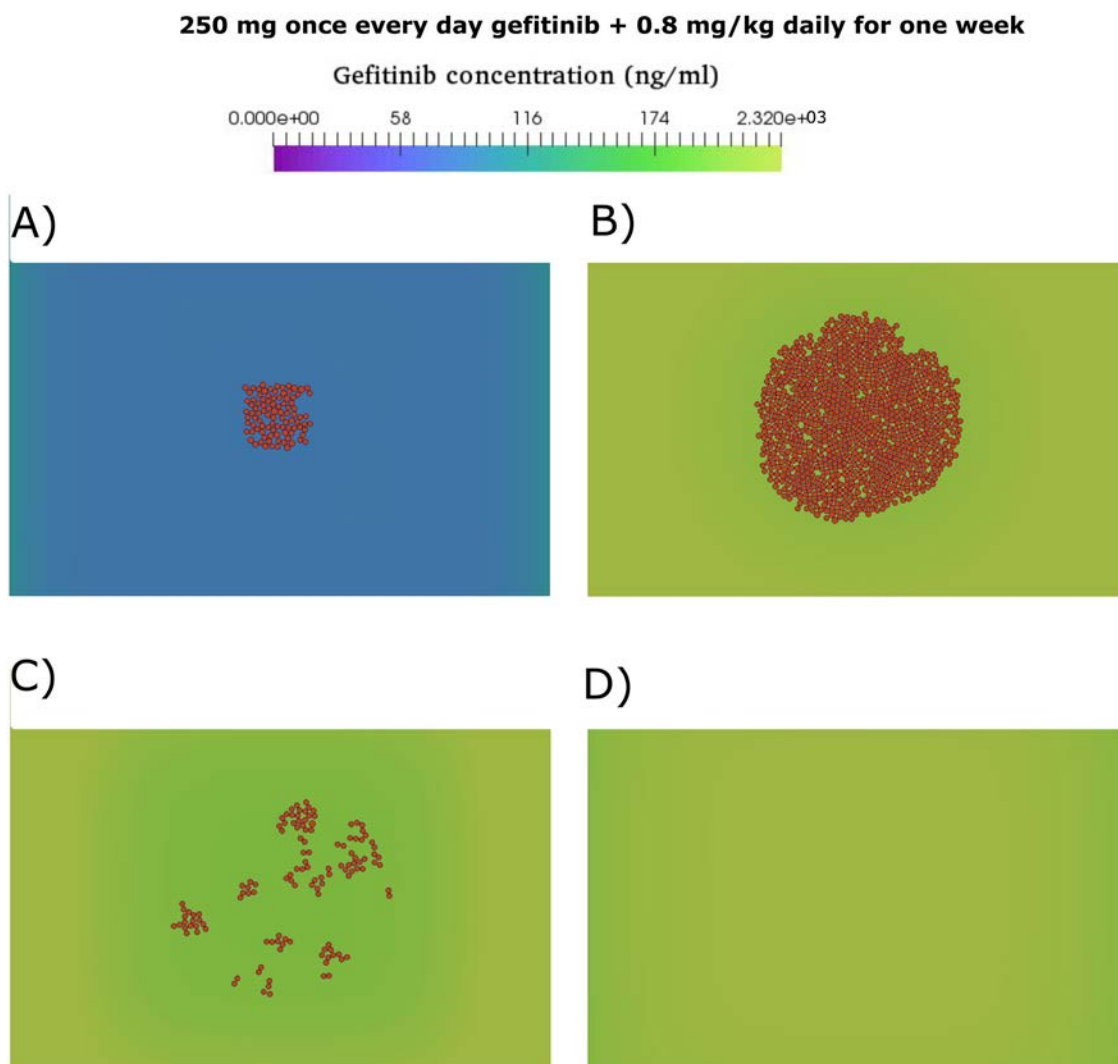 250 mg once every day gefitinib + 0.8 mg/kg daily for one week
Gefitinib concentration (ng/ml)
0.000e+00 58 116 174 2.320e+03
A) B)
C) D)